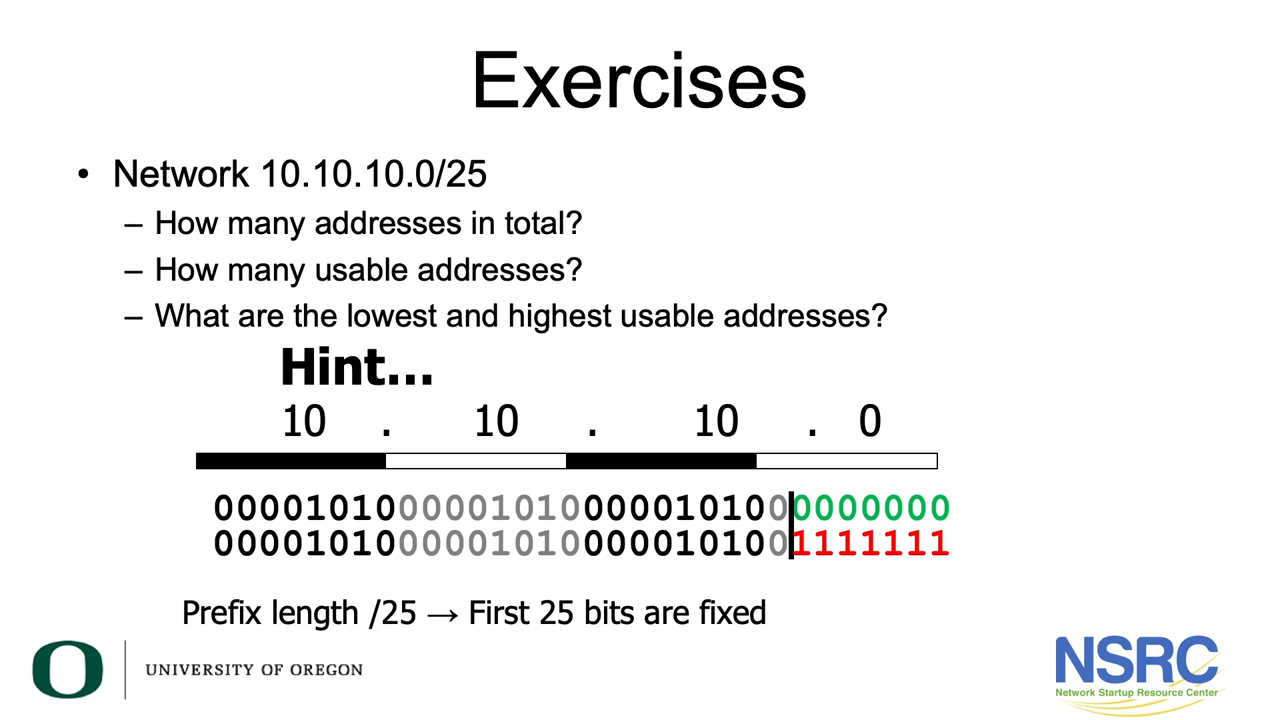 Exercises
• Network 10.10.10.0/25
– How many addresses in total?
– How many usable addresses?
– What are the lowest and highest usable addresses?
Hint...
10 . 10 . 10 . 0
00001010000010100000101000000000
00001010000010100000101001111111
Prefix length /25 → First 25 bits are fixed
O UNIVERSITY OF OREGON
NSRC
Network Startup Resource Center